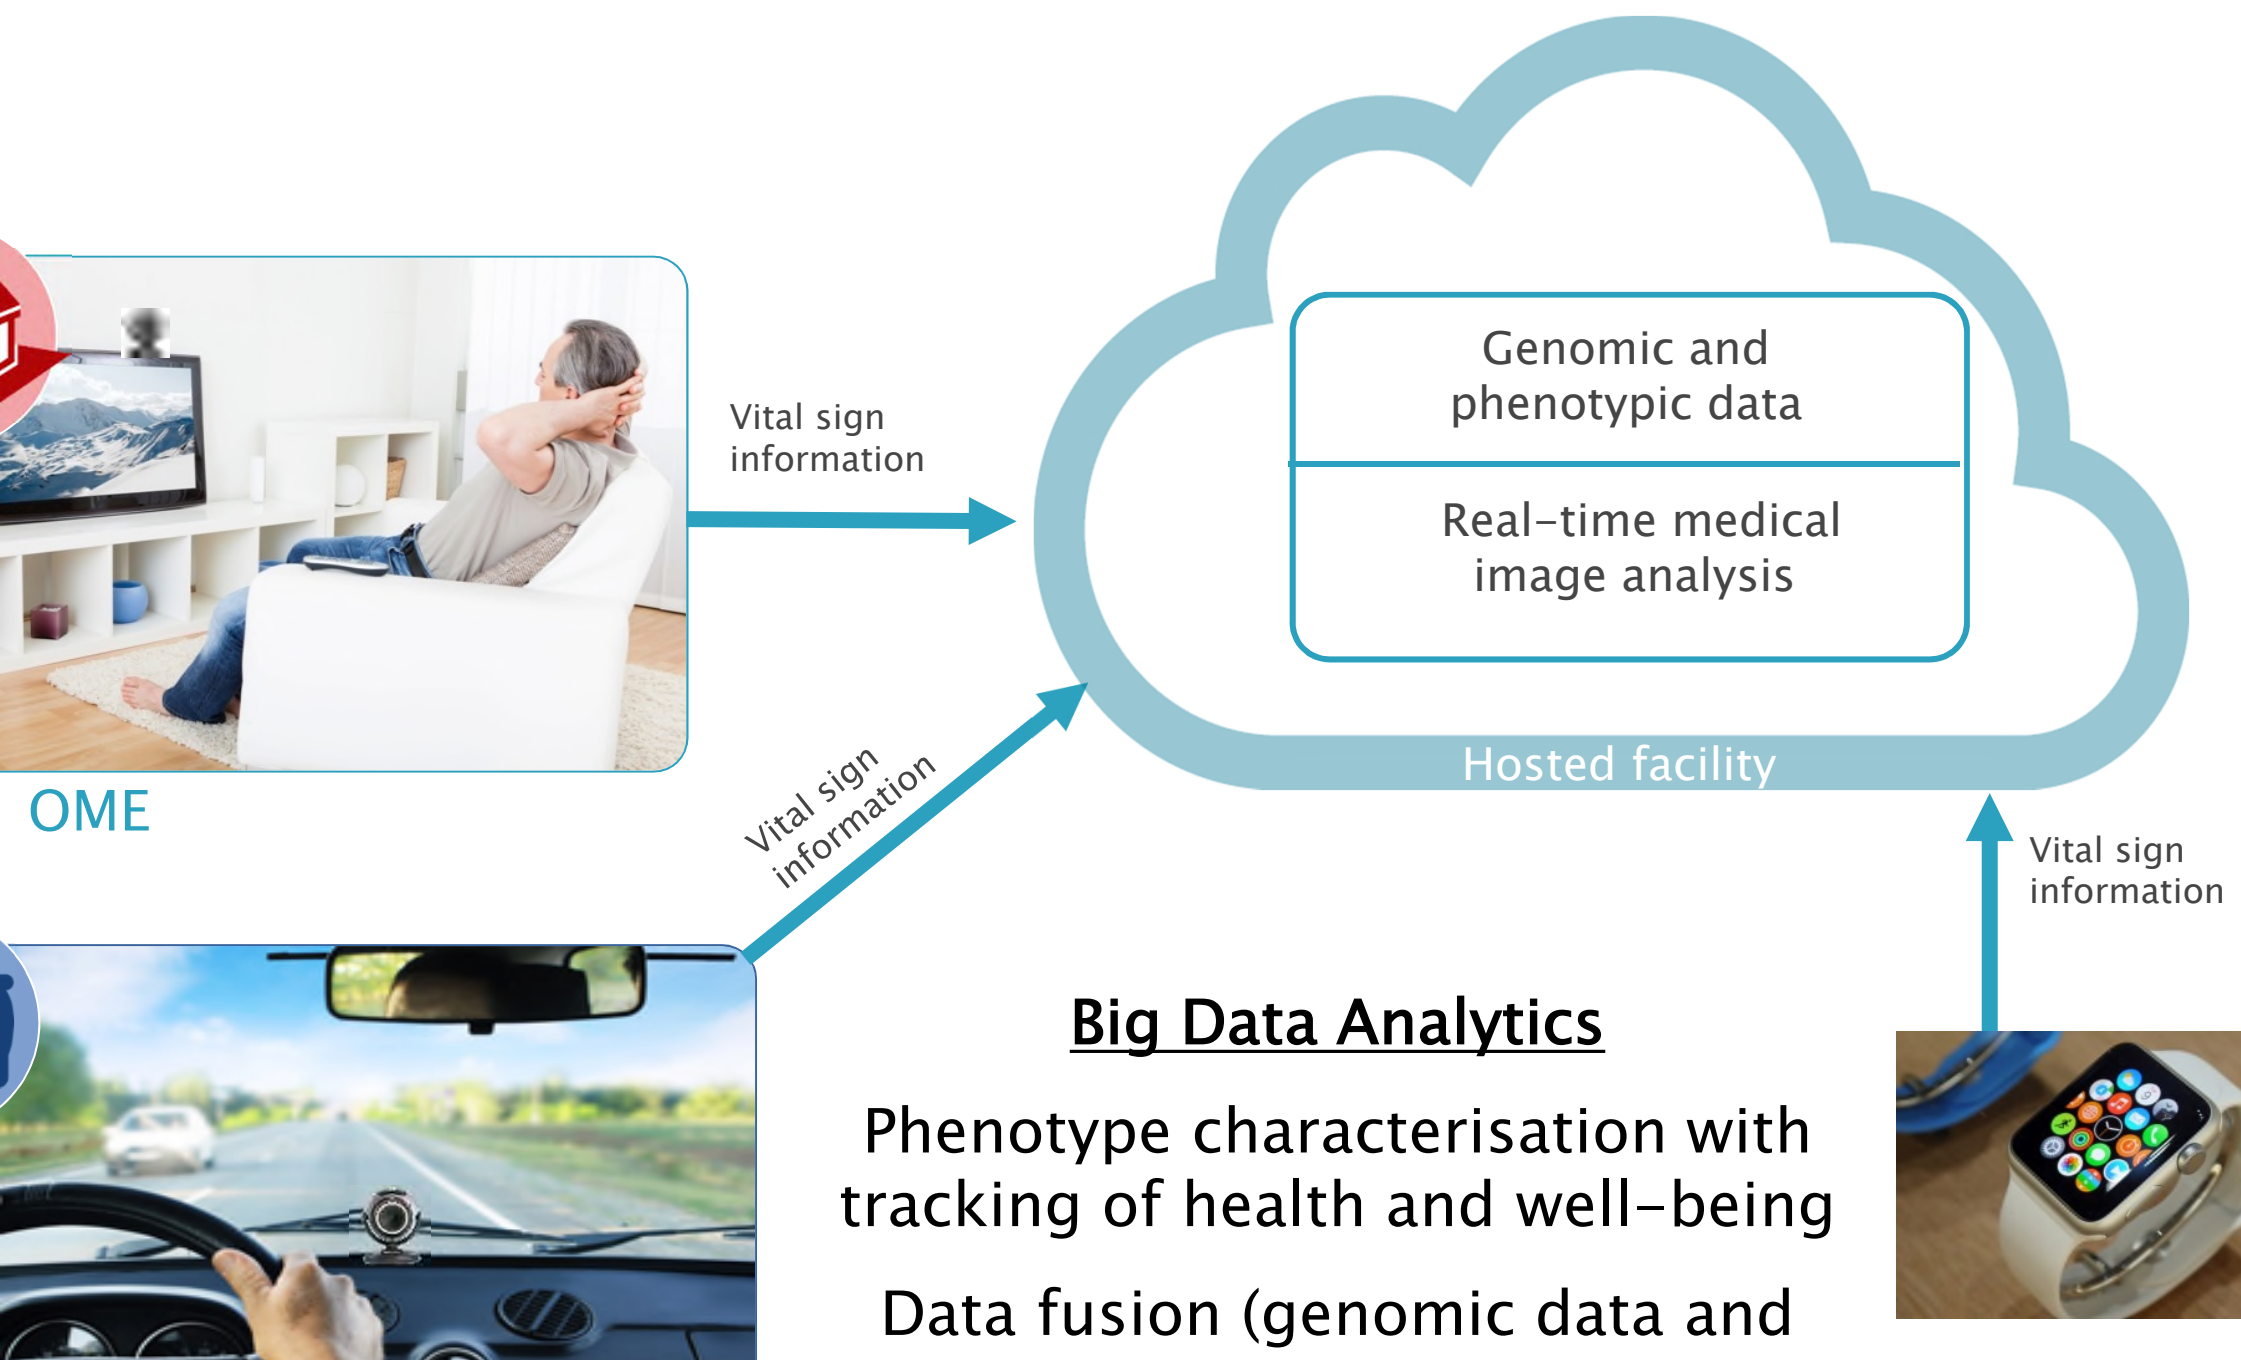 Genomic and
phenotypic data
Real-time medical
image analysis
Hosted facility
Vital sign
information
OME
Vital sign
information
Vital sign
information
Big Data Analytics
Phenotype characterisation with
tracking of health and well-being
Data fusion (genomic data and